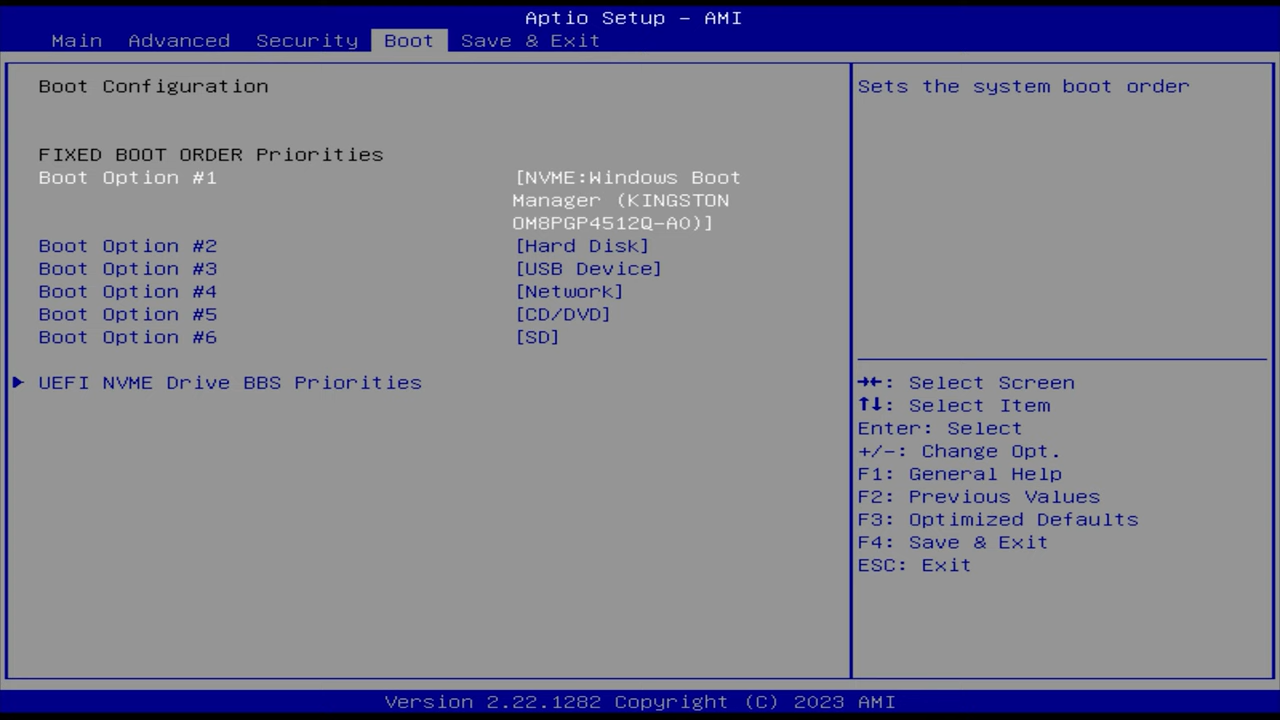 Aptio Setup – AMI
Main Advanced Security Boot Save & Exit
Boot Configuration
FIXED BOOT ORDER Priorities
Boot Option #1 [NVME:Windows Boot
Manager (KINGSTON
OM8PGP4512Q-A0)]
Boot Option #2 [Hard Disk]
Boot Option #3 [USB Device]
Boot Option #4 [Network]
Boot Option #5 [CD/DVD]
Boot Option #6 [SD]
► UEFI NVME Drive BBS Priorities
Sets the system boot order
→←: Select Screen
↑↓: Select Item
Enter: Select
+/-: Change Opt.
F1: General Help
F2: Previous Values
F3: Optimized Defaults
F4: Save & Exit
ESC: Exit
Version 2.22.1282 Copyright (C) 2023 AMI